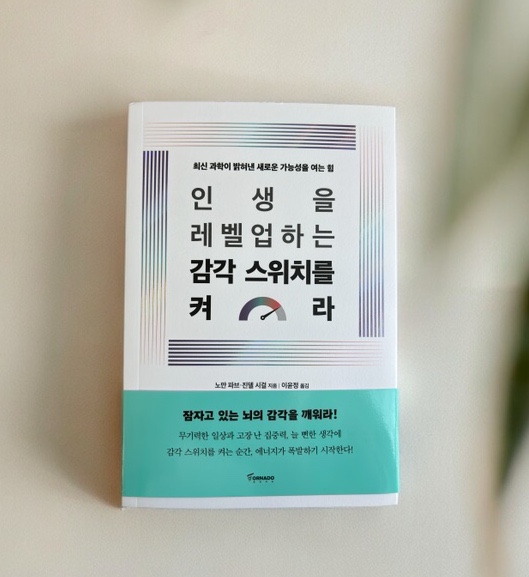 최신 과학이 밝혀낸 새로운 가능성을 여는 힘
인생을
레벨업하는
감각 스위치를
켜라
노만 파브·진델 시걸 지음 | 이윤정 옮김
잠자고 있는 뇌의 감각을 깨워라!
무기력한 일상과 고장 난 집중력, 늘 뻔한 생각에
감각 스위치를 켜는 순간, 에너지가 폭발하기 시작한다!
TORNADO